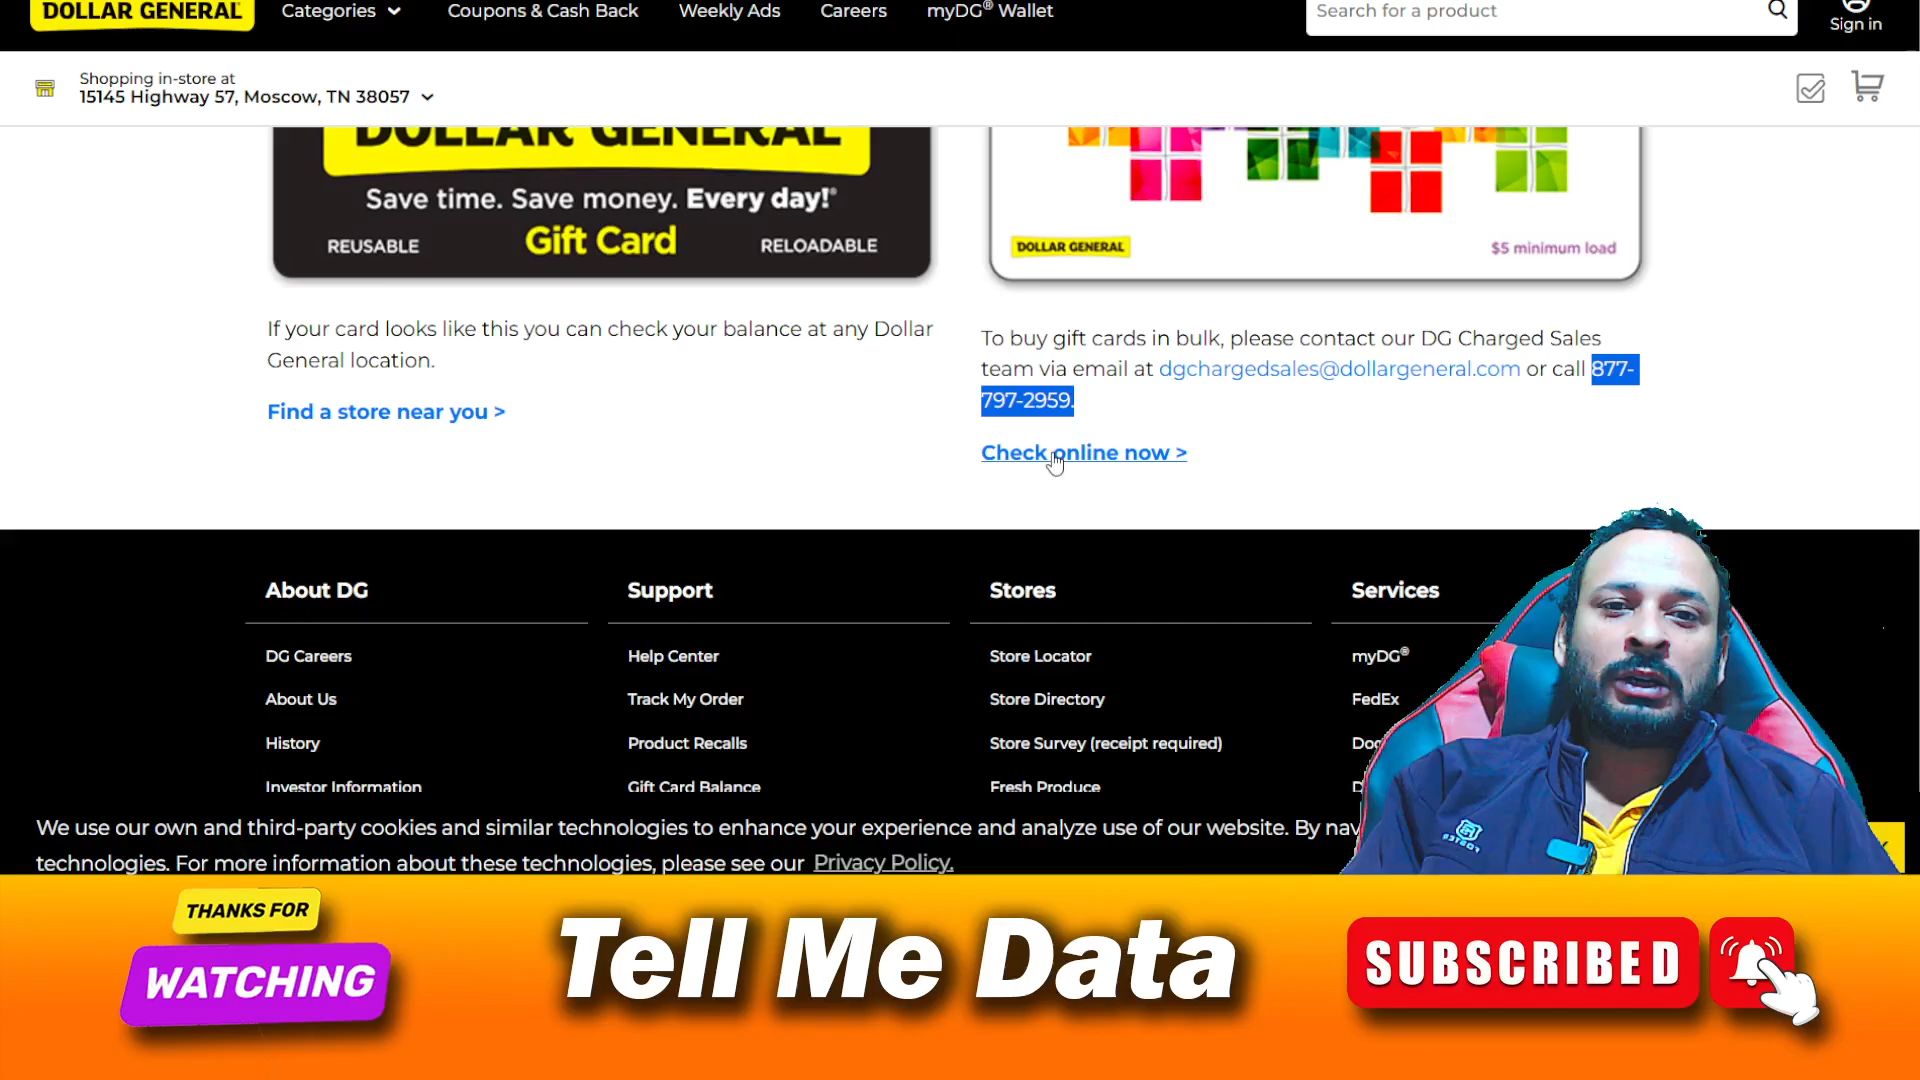 DOLLAR GENERAL
Categories
Coupons & Cash Back
Weekly Ads
Careers
myDG® Wallet
Search for a product
Sign in
Shopping in-store at
15145 Highway 57, Moscow, TN 38057
DOLLAR GENERAL
Save time. Save money. Every day!®
REUSABLE
Gift Card
RELOADABLE
DOLLAR GENERAL
$5 minimum load
If your card looks like this you can check your balance at any Dollar
General location.
Find a store near you >
To buy gift cards in bulk, please contact our DG Charged Sales
team via email at dgchargedsales@dollargeneral.com or call 877-
797-2959.
Check online now >
About DG
DG Careers
About Us
History
Investor Information
Support
Help Center
Track My Order
Product Recalls
Gift Card Balance
Stores
Store Locator
Store Directory
Store Survey (receipt required)
Fresh Produce
Services
myDG®
FedEx
We use our own and third-party cookies and similar technologies to enhance your experience and analyze use of our website. By
technologies. For more information about these technologies, please see our Privacy Policy.
THANKS FOR
WATCHING
Tell Me Data
SUBSCRIBED